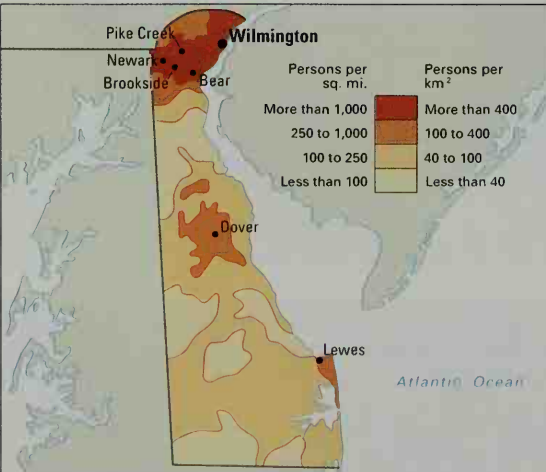 Pike Creek
Wilmington
Newark
Brookside
Bear
Persons per
sq. mi.
Persons per
km²
More than 1,000
More than 400
250 to 1,000
100 to 400
100 to 250
40 to 100
Less than 100
Less than 40
Dover
Lewes
Atlantic Ocean